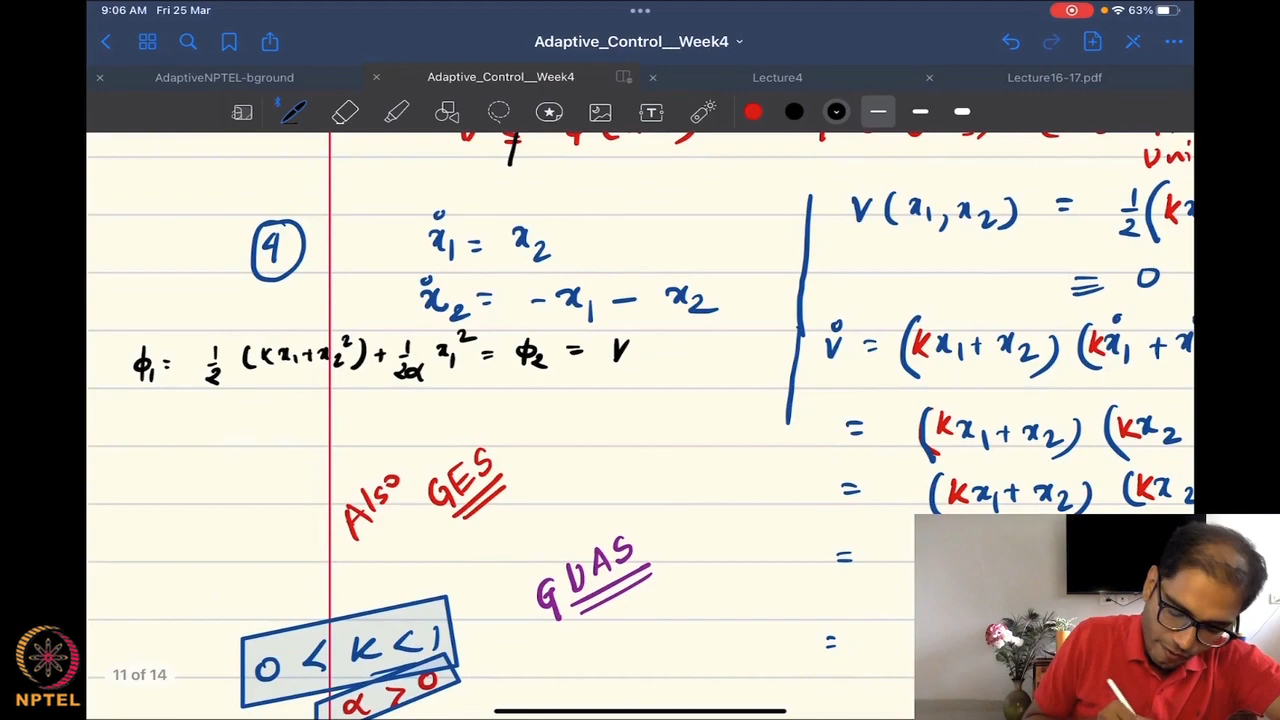 9:06 AM Fri 25 Mar
63%
Adaptive_Control__Week4
AdaptiveNPTEL-bground
Adaptive_Control__Week4
Lecture4
Lecture16-17.pdf
uni
4
ẋ1 = x2
ẋ2 = -x1 - x2
ϕ1 = 1/2 (Kx1+x2²) + 1/2α x1² = ϕ2 = V
V(x1, x2) = 1/2 (Kx
≡ 0
V̇ = (Kx1 + x2) (Kẋ1 + ẋ
= (Kx1 + x2) (Kx2
= (Kx1 + x2) (Kx2
=
=
Also GES
GUAS
0 < K < 1
α > 0
11 of 14
NPTEL